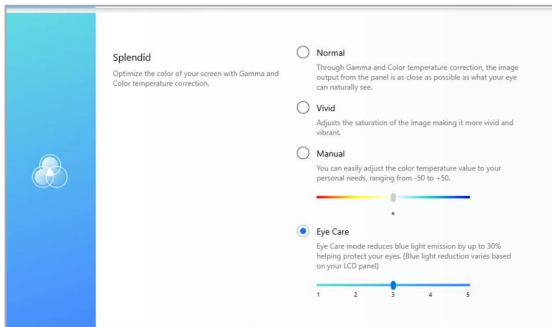 Splendid
Optimize the color of your screen with Gamma and
Color temperature correction.
Normal
Through Gamma and Color temperature correction, the image
output from the panel is as close as possible as what your eye
can naturally see.
Vivid
Adjusts the saturation of the image making it more vivid and
vibrant.
Manual
You can easily adjust the color temperature value to your
personal needs, ranging from -50 to +50.
Eye Care
Eye Care mode reduces blue light emission by up to 30%
helping protect your eyes. (Blue light reduction varies based
on your LCD panel)
1 2 3 4 5